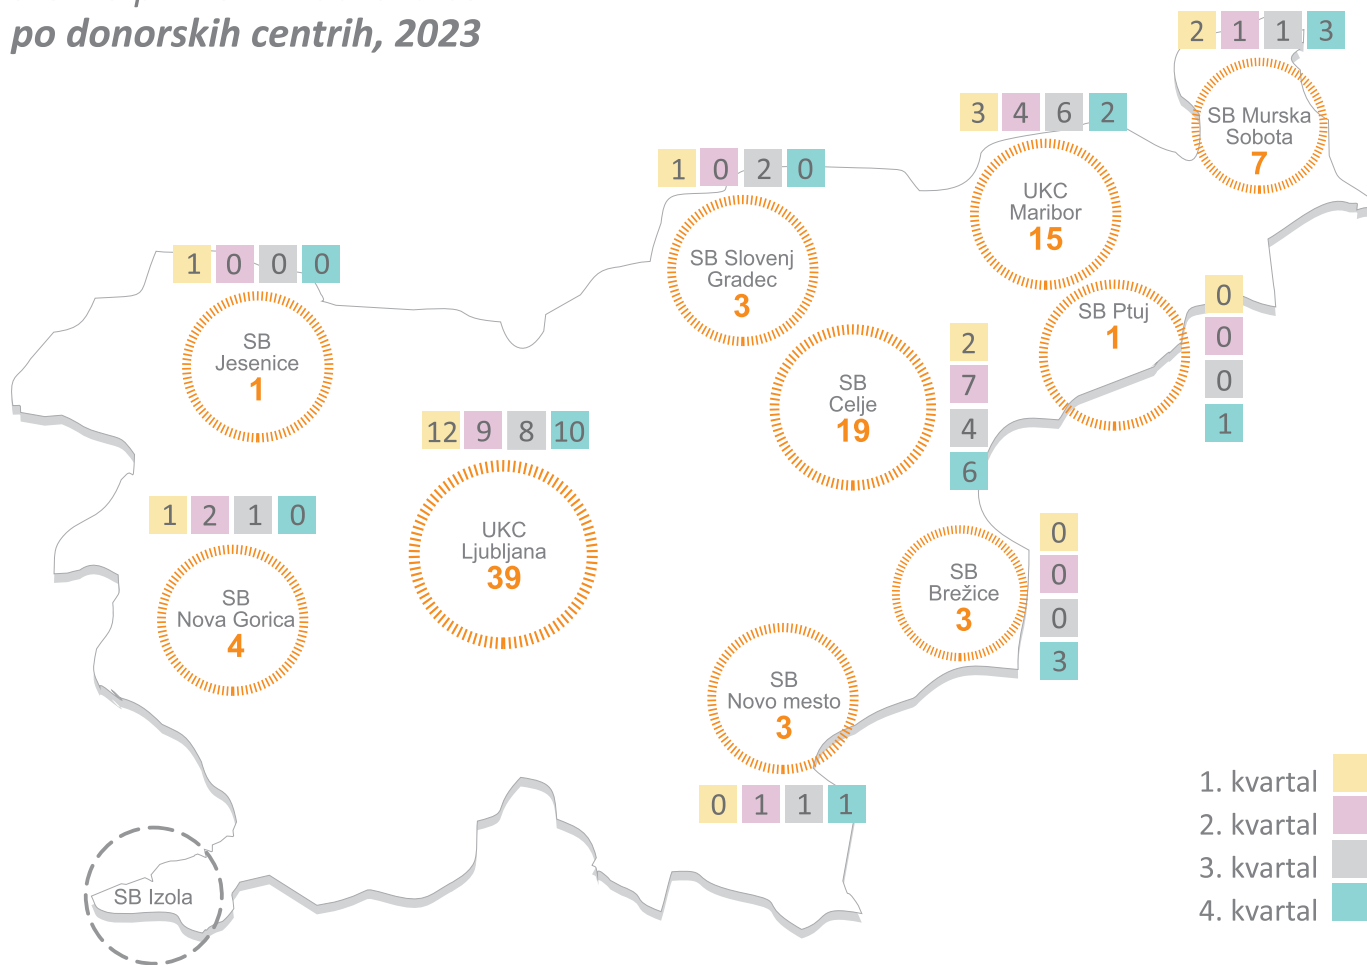 po donorskih centrih, 2023
2 1 1 3
SB Murska
Sobota
7
3 4 6 2
UKC
Maribor
15
1 0 2 0
SB Slovenj
Gradec
3
1 0 0 0
SB
Jesenice
1
SB Ptuj
1
0
0
0
1
SB
Celje
19
2
7
4
6
12 9 8 10
UKC
Ljubljana
39
1 2 1 0
SB
Nova Gorica
4
SB
Brežice
3
0
0
0
3
SB
Novo mesto
3
0 1 1 1
SB Izola
1. kvartal
2. kvartal
3. kvartal
4. kvartal